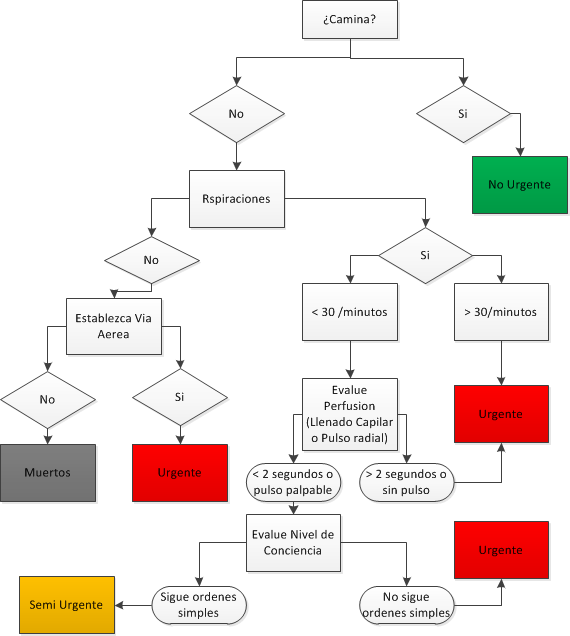 ¿Camina?
No
Si
No Urgente
Rspiraciones
No
Si
Establezca Via
Aerea
< 30 /minutos
> 30/minutos
No
Si
Evalue
Perfusion
(Llenado Capilar
o Pulso radial)
Urgente
Muertos
Urgente
< 2 segundos o
pulso palpable
> 2 segundos o
sin pulso
Evalue Nivel de
Conciencia
Urgente
Semi Urgente
Sigue ordenes
simples
No sigue
ordenes simples